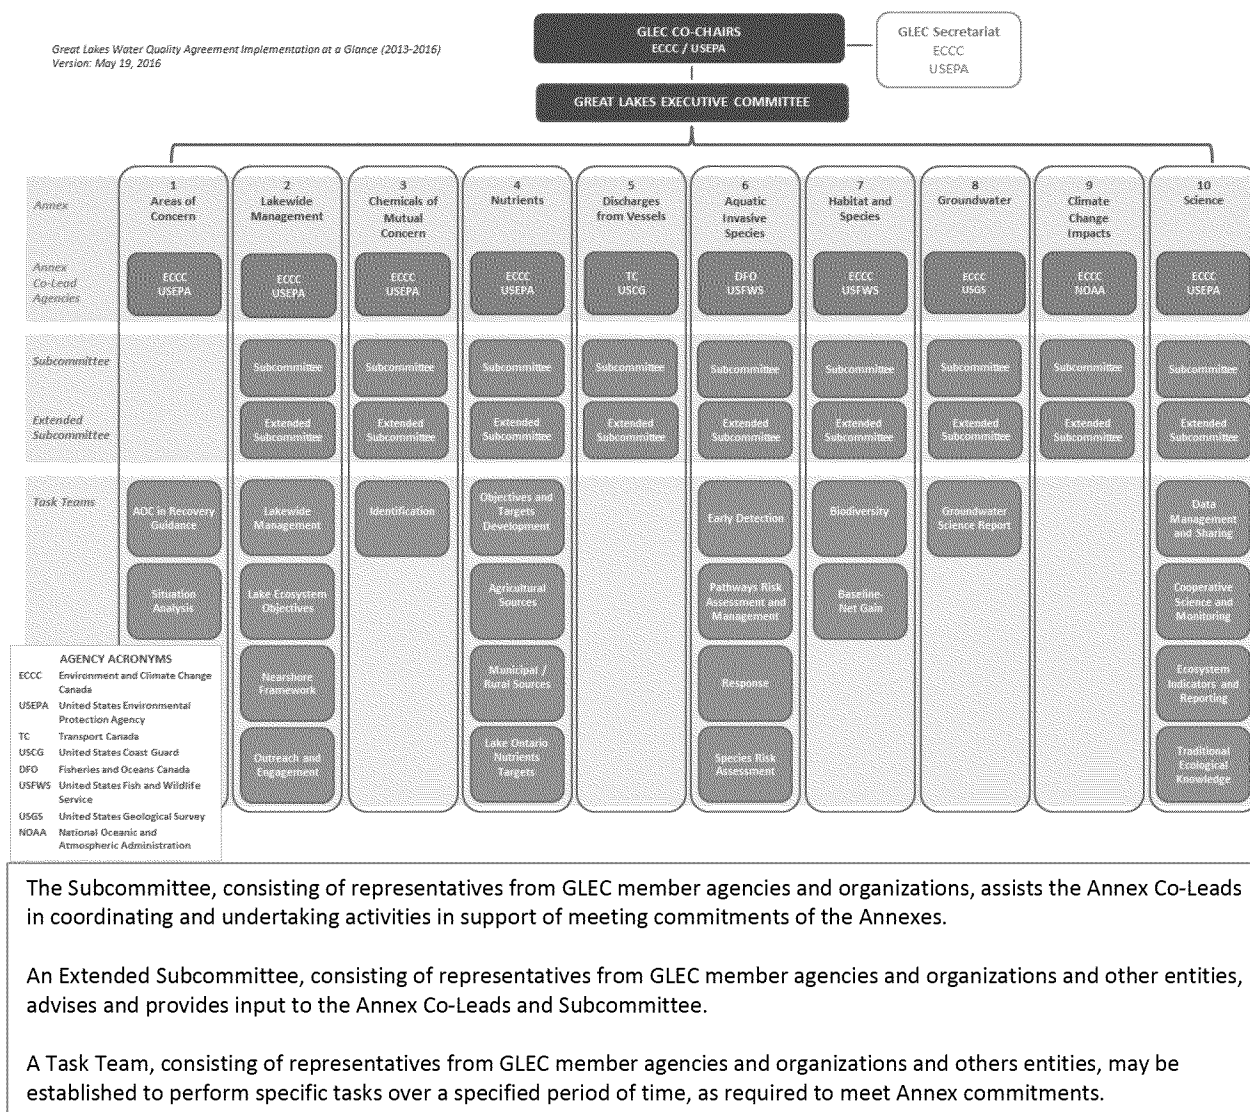 GLEC CO-CHAIRS
ECCC / USEPA
GLEC Secretariat
ECCC
USEPA
Great Lakes Water Quality Agreement Implementation at a Glance (2013-2016)
Version: May 19, 2016
GREAT LAKES EXECUTIVE COMMITTEE
Annex
1
Areas of
Concern
2
Lakewide
Management
3
Chemicals of
Mutual
Concern
4
Nutrients
5
Discharges
from Vessels
6
Aquatic
Invasive
Species
7
Habitat and
Species
8
Groundwater
9
Climate
Change
Impacts
10
Science
Annex
Co-Lead
Agencies
ECCC
USEPA
ECCC
USEPA
ECCC
USEPA
ECCC
USEPA
TC
USCG
DFO
USFWS
ECCC
USFWS
ECCC
USGS
ECCC
NOAA
ECCC
USEPA
Subcommittee
Subcommittee
Subcommittee
Subcommittee
Subcommittee
Subcommittee
Subcommittee
Subcommittee
Subcommittee
Subcommittee
Extended
Subcommittee
Extended
Subcommittee
Extended
Subcommittee
Extended
Subcommittee
Extended
Subcommittee
Extended
Subcommittee
Extended
Subcommittee
Extended
Subcommittee
Extended
Subcommittee
Extended
Subcommittee
Task Teams
AOC in Recovery
Guidance
Lakewide
Management
Identification
Objectives and
Targets
Development
Early Detection
Biodiversity
Groundwater
Science Report
Data
Management
and Sharing
Situation
Analysis
Lake Ecosystem
Objectives
Agricultural
Sources
Pathways Risk
Assessment and
Management
Baseline-
Net Gain
Cooperative
Science and
Monitoring
Nearshore
Framework
Municipal /
Rural Sources
Response
Ecosystem
Indicators and
Reporting
Outreach and
Engagement
Lake Ontario
Nutrients
Targets
Species Risk
Assessment
Traditional
Ecological
Knowledge
AGENCY ACRONYMS
ECCC Environment and Climate Change
Canada
USEPA United States Environmental
Protection Agency
TC Transport Canada
USCG United States Coast Guard
DFO Fisheries and Oceans Canada
USFWS United States Fish and Wildlife
Service
USGS United States Geological Survey
NOAA National Oceanic and
Atmospheric Administration
The Subcommittee, consisting of representatives from GLEC member agencies and organizations, assists the Annex Co-Leads
in coordinating and undertaking activities in support of meeting commitments of the Annexes.
An Extended Subcommittee, consisting of representatives from GLEC member agencies and organizations and other entities,
advises and provides input to the Annex Co-Leads and Subcommittee.
A Task Team, consisting of representatives from GLEC member agencies and organizations and others entities, may be
established to perform specific tasks over a specified period of time, as required to meet Annex commitments.